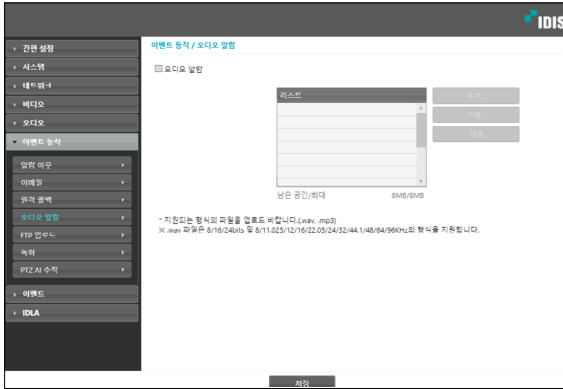 IDIS
이벤트 동작 / 오디오 알람
간편 설정
시스템
네트워크
비디오
오디오
이벤트 동작
알람 아웃
이메일
원격 콜백
오디오 알람
FTP 업로드
녹화
PTZ AI 추적
이벤트
IDLA
오디오 알람
리스트
추가...
삭제...
재생
남은 공간/최대 8MB/8MB
* 지원되는 형식의 파일을 업로드 바랍니다.(.wav, .mp3)
※ .wav 파일은 8/16/24bits 및 8/11.025/12/16/22.05/24/32/44.1/48/64/96KHz의 형식을 지원합니다.
저장